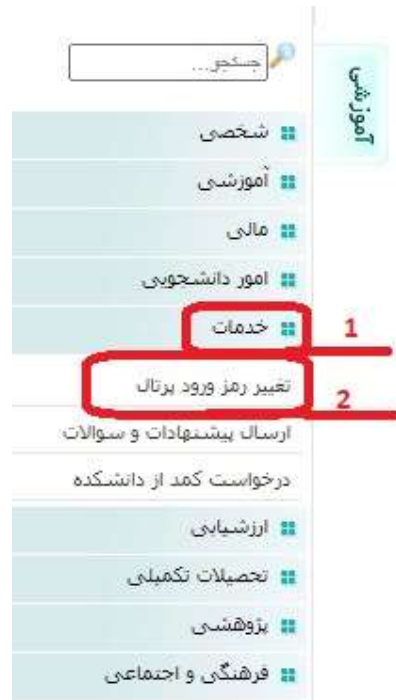 جستجو...
آموزشی
شخصی
آموزشی
مالی
امور دانشجویی
خدمات
1
تغییر رمز ورود پرتال
2
ارسال پیشنهادات و سوالات
درخواست کمد از دانشکده
ارزشیابی
تحصیلات تکمیلی
پژوهشی
فرهنگی و اجتماعی